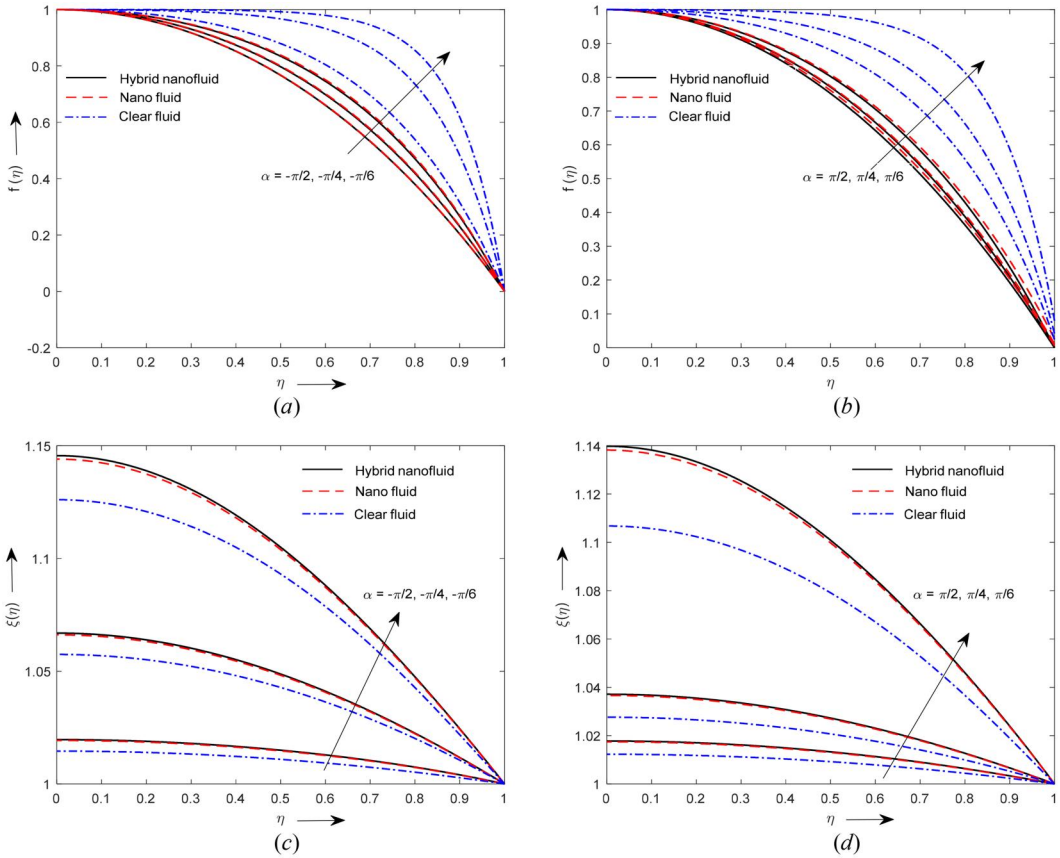 f (η)
1
0.8
0.6
0.4
0.2
0
-0.2
Hybrid nanofluid
Nano fluid
Clear fluid
α = -π/2, -π/4, -π/6
0 0.1 0.2 0.3 0.4 0.5 0.6 0.7 0.8 0.9 1
η
(a)
f (η)
1
0.9
0.8
0.7
0.6
0.5
0.4
0.3
0.2
0.1
0
Hybrid nanofluid
Nano fluid
Clear fluid
α = π/2, π/4, π/6
0 0.1 0.2 0.3 0.4 0.5 0.6 0.7 0.8 0.9 1
η
(b)
ξ(η)
1.15
1.1
1.05
1
Hybrid nanofluid
Nano fluid
Clear fluid
α = -π/2, -π/4, -π/6
0 0.1 0.2 0.3 0.4 0.5 0.6 0.7 0.8 0.9 1
η
(c)
ξ(η)
1.14
1.12
1.1
1.08
1.06
1.04
1.02
1
Hybrid nanofluid
Nano fluid
Clear fluid
α = π/2, π/4, π/6
0 0.1 0.2 0.3 0.4 0.5 0.6 0.7 0.8 0.9 1
η
(d)